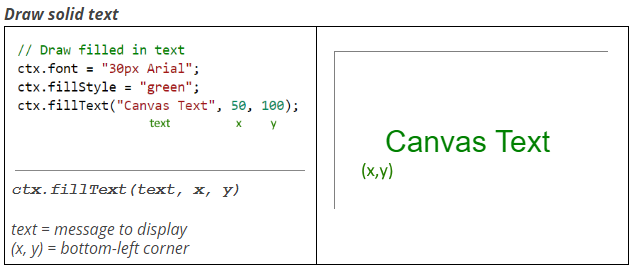 Draw solid text
// Draw filled in text
ctx.font = "30px Arial";
ctx.fillStyle = "green";
ctx.fillText("Canvas Text", 50, 100);
text x y
ctx.fillText(text, x, y)
text = message to display
(x, y) = bottom-left corner
Canvas Text
(x,y)